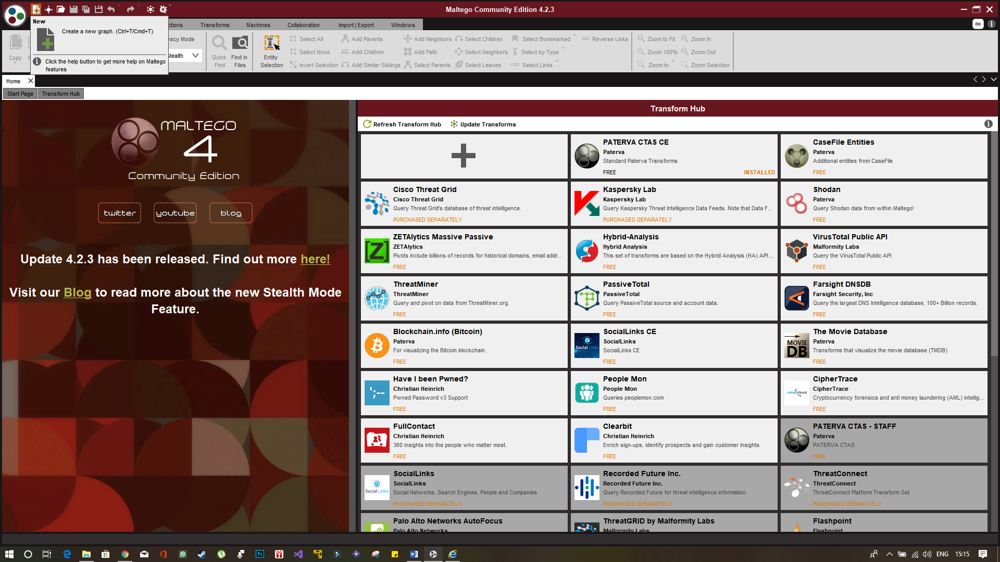 Maltego Community Edition 4.2.3
New
Create a new graph. (Ctrl+T/Cmd+T)
Click the help button to get more help on Maltego
features
ctions
Transforms
Machines
Collaboration
Import | Export
Windows
Copy
vacy Mode
Stealth
Quick
Find
Find in
Files
Entity
Selection
Select All
Select None
Invert Selection
Add Parents
Add Children
Add Similar Siblings
Add Neighbors
Add Path
Select Parents
Select Children
Select Neighbors
Select Leaves
Select Bookmarked
Select by Type
Select Links
Reverse Links
Zoom to Fit
Zoom 100%
Zoom to
Zoom In
Zoom Out
Zoom Selection
Home
Start Page
Transform Hub
MALTEGO
4
Community Edition
twitter
youtube
blog
Update 4.2.3 has been released. Find out more here!
Visit our Blog to read more about the new Stealth Mode
Feature.
Transform Hub
Refresh Transform Hub
Update Transforms
PATERVA CTAS CE
Paterva
Standard Paterva Transforms
FREE
INSTALLED
CaseFile Entities
Paterva
Additional entities from CaseFile
FREE
Cisco Threat Grid
Cisco Threat Grid
Query Threat Grid's database of threat intelligence.
PURCHASED SEPARATELY
Kaspersky Lab
Kaspersky Lab
Query Kaspersky Threat Intelligence Data Feeds. Note that Data F...
PURCHASED SEPARATELY
Shodan
Paterva
Query Shodan data from within Maltego!
FREE
ZETAlytics Massive Passive
ZETAlytics
Pivots include billions of records for historical domains, email addr...
FREE
Hybrid-Analysis
Hybrid Analysis
This set of transforms are based on the Hybrid Analysis (HA) API....
FREE
VirusTotal Public API
Malformity Labs
Query the VirusTotal Public API
FREE
ThreatMiner
ThreatMiner
Query and pivot on data from ThreatMiner.org.
FREE
PassiveTotal
PassiveTotal
Query PassiveTotal source and account data.
FREE
Farsight DNSDB
Farsight Security, Inc
Query the largest DNS Intelligence database, 100+ Billion records.
FREE
Blockchain.info (Bitcoin)
Paterva
For visualizing the Bitcoin blockchain.
FREE
Social Links
SocialLinks CE
SocialLinks
SocialLinks CE
FREE
MOVIE
DB
The Movie Database
Paterva
Transforms that visualize the movie database (TMDB)
FREE
';--
Have I been Pwned?
Christian Heinrich
Pwned Password v3 Support
FREE
People Mon
People Mon
Queries peoplemon.com
FREE
CIPHERTRACE
CipherTrace
CipherTrace
Cryptocurrency forensics and anti money laundering (AML) intellig...
FREE
FullContact
Christian Heinrich
360 insights into the people who matter most.
FREE
Clearbit
Christian Heinrich
Enrich sign-ups, identify prospects and gain customer insights
FREE
PATERVA CTAS - STAFF
Paterva
PATERVA CTAS
FREE
Social Links
SocialLinks
SocialLinks
Social Networks, Search Engines, People and Companies
PURCHASED SEPARATELY
Recorded Future Inc.
Recorded Future Inc.
Query Recorded Future for threat intelligence information
PURCHASED SEPARATELY
ThreatConnect
ThreatConnect
ThreatConnect Platform Transform Set
PURCHASED SEPARATELY
Palo Alto Networks AutoFocus
Palo Alto Networks
ThreatGRID by Malformity Labs
Malformity Labs
Flashpoint
Flashpoint
ENG
15:15